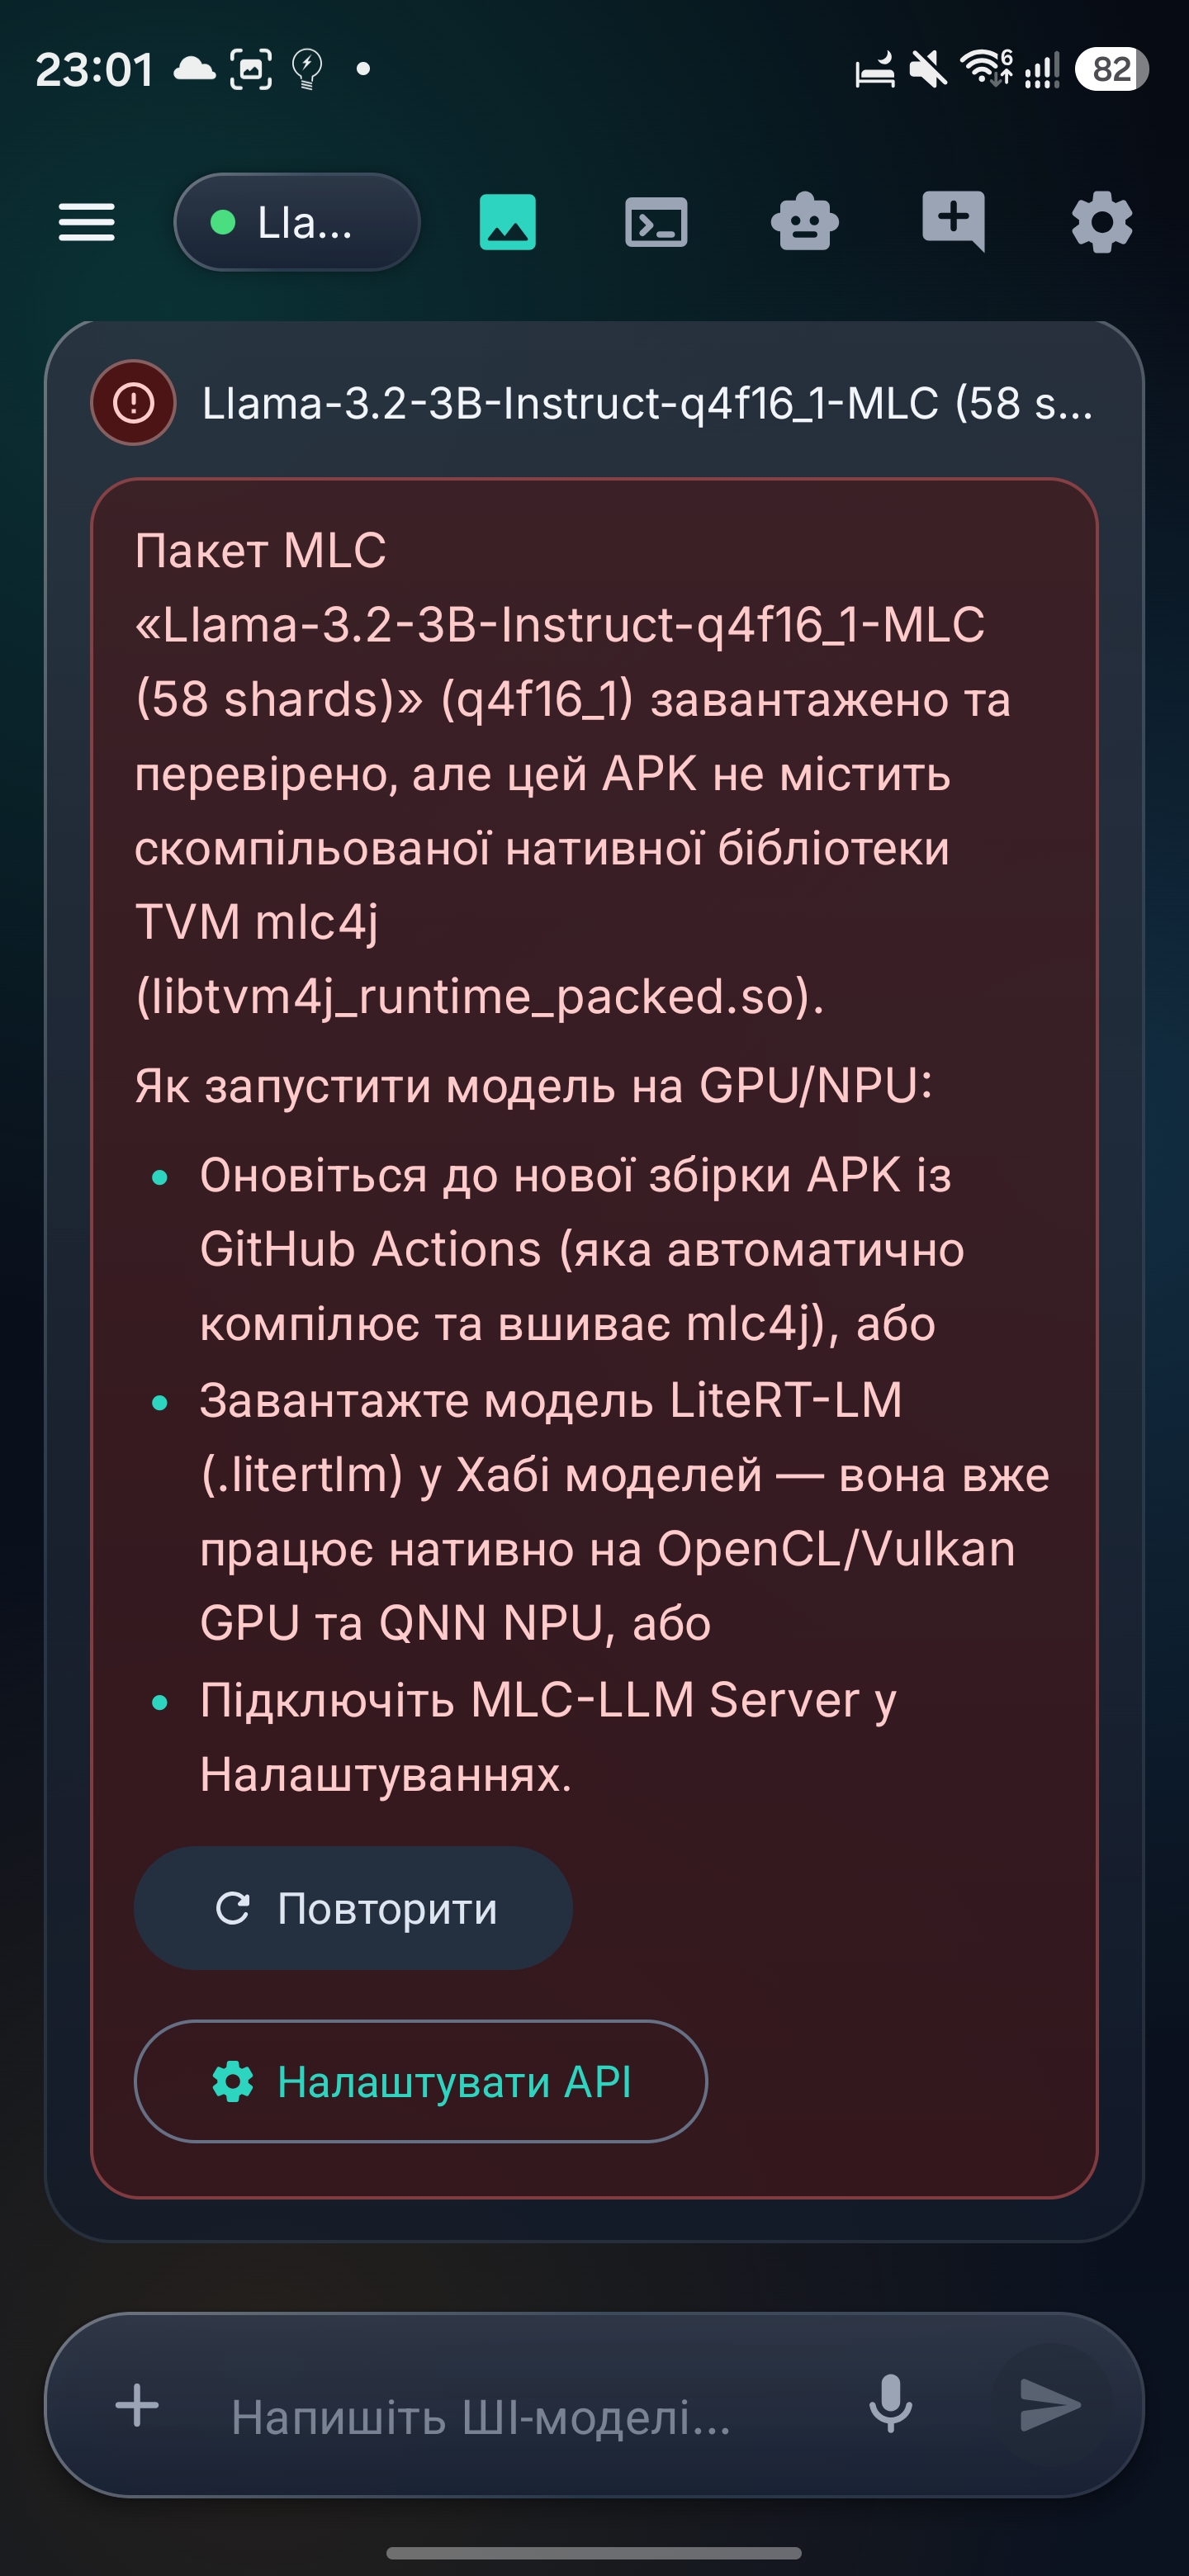 23:01
6
82
Lla...
Llama-3.2-3B-Instruct-q4f16_1-MLC (58 s...
Пакет MLC
«Llama-3.2-3B-Instruct-q4f16_1-MLC
(58 shards)» (q4f16_1) завантажено та
перевірено, але цей APK не містить
скомпільованої нативної бібліотеки
TVM mlc4j
(libtvm4j_runtime_packed.so).
Як запустити модель на GPU/NPU:
• Оновіться до нової збірки APK із
GitHub Actions (яка автоматично
компілює та вшиває mlc4j), або
• Завантажте модель LiteRT-LM
(.litertlm) у Хабі моделей — вона вже
працює нативно на OpenCL/Vulkan
GPU та QNN NPU, або
• Підключіть MLC-LLM Server у
Налаштуваннях.
Повторити
Налаштувати API
Напишіть ШІ-моделі...